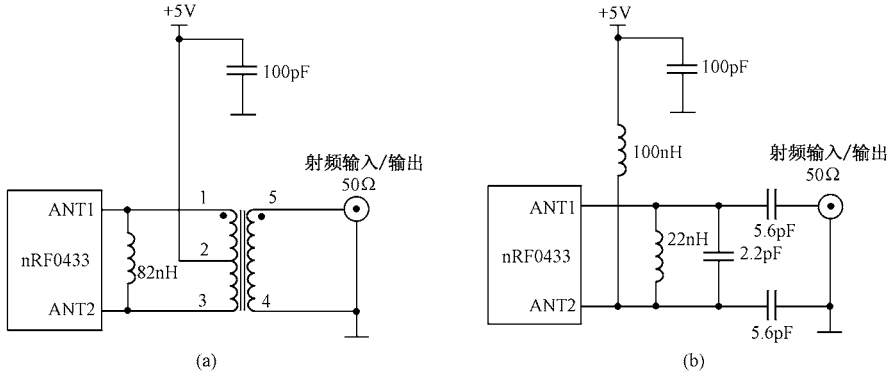 +5V
100pF
射频输入/输出
50Ω
ANT1
nRF0433
ANT2
82nH
1
2
3
5
4
(a)
+5V
100pF
100nH
射频输入/输出
50Ω
ANT1
nRF0433
ANT2
22nH
2.2pF
5.6pF
5.6pF
(b)